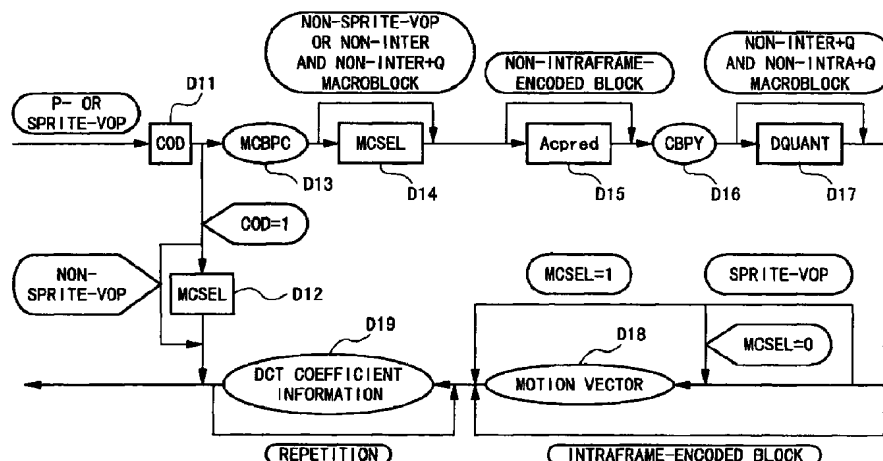 NON-SPRITE-VOP
OR NON-INTER
AND NON-INTER+Q
MACROBLOCK
NON-INTRAFRAME-
ENCODED BLOCK
NON-INTER+Q
AND NON-INTRA+Q
MACROBLOCK
P- OR
SPRITE-VOP
D11
COD
MCBPC
MCSEL
Acpred
CBPY
DQUANT
D13
D14
D15
D16
D17
COD=1
NON-
SPRITE-VOP
MCSEL
D12
MCSEL=1
SPRITE-VOP
MCSEL=0
D19
D18
DCT COEFFICIENT
INFORMATION
MOTION VECTOR
REPETITION
INTRAFRAME-ENCODED BLOCK